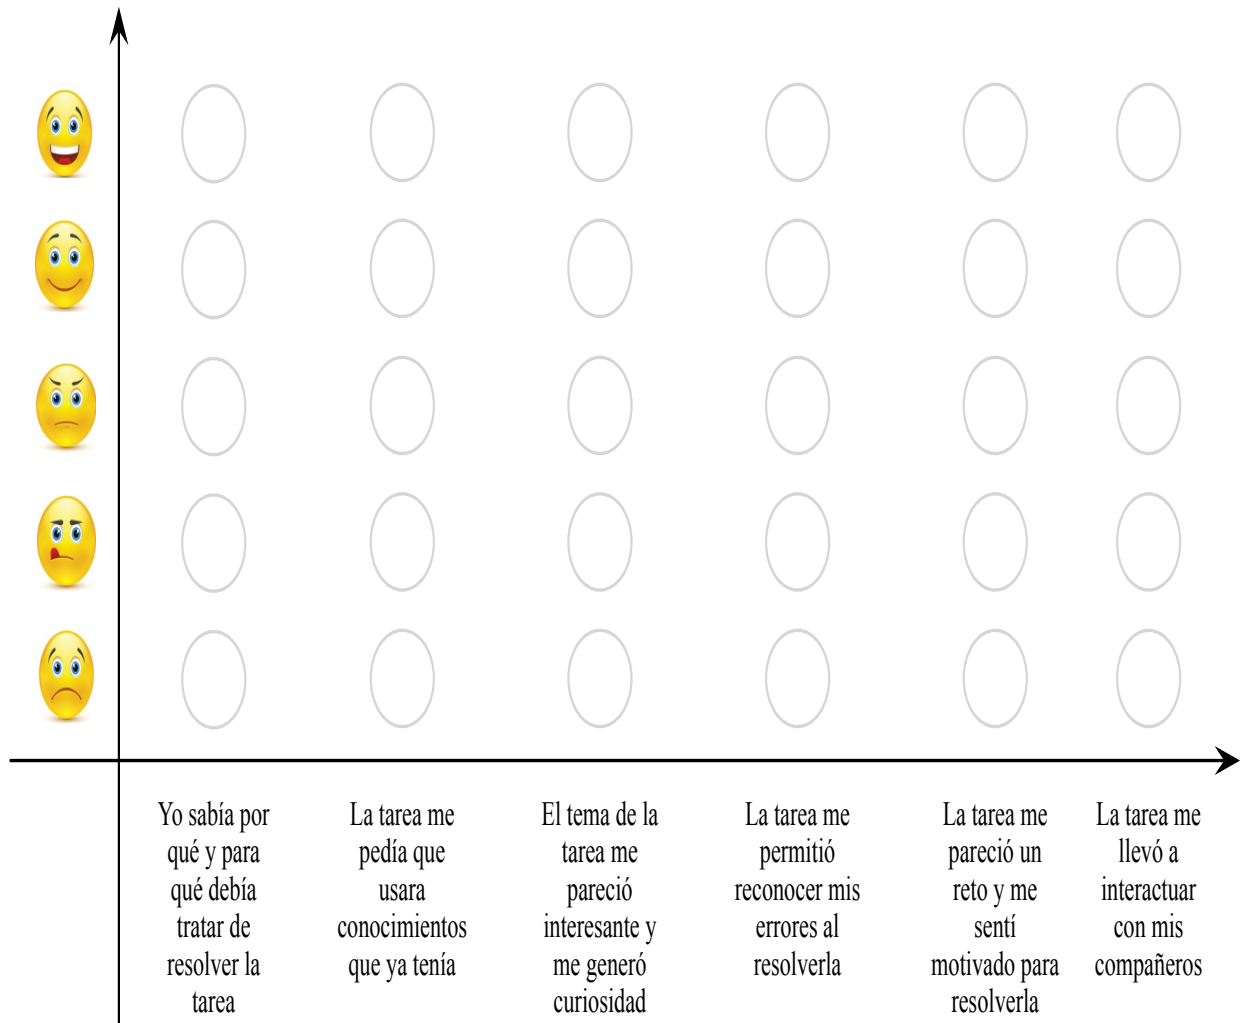 Yo sabía por
qué y para
qué debía
tratar de
resolver la
tarea
La tarea me
pedía que
usara
conocimientos
que ya tenía
El tema de la
tarea me
pareció
interesante y
me generó
curiosidad
La tarea me
permitió
reconocer mis
errores al
resolverla
La tarea me
pareció un
reto y me
sentí
motivado para
resolverla
La tarea me
llevó a
interactuar
con mis
compañeros